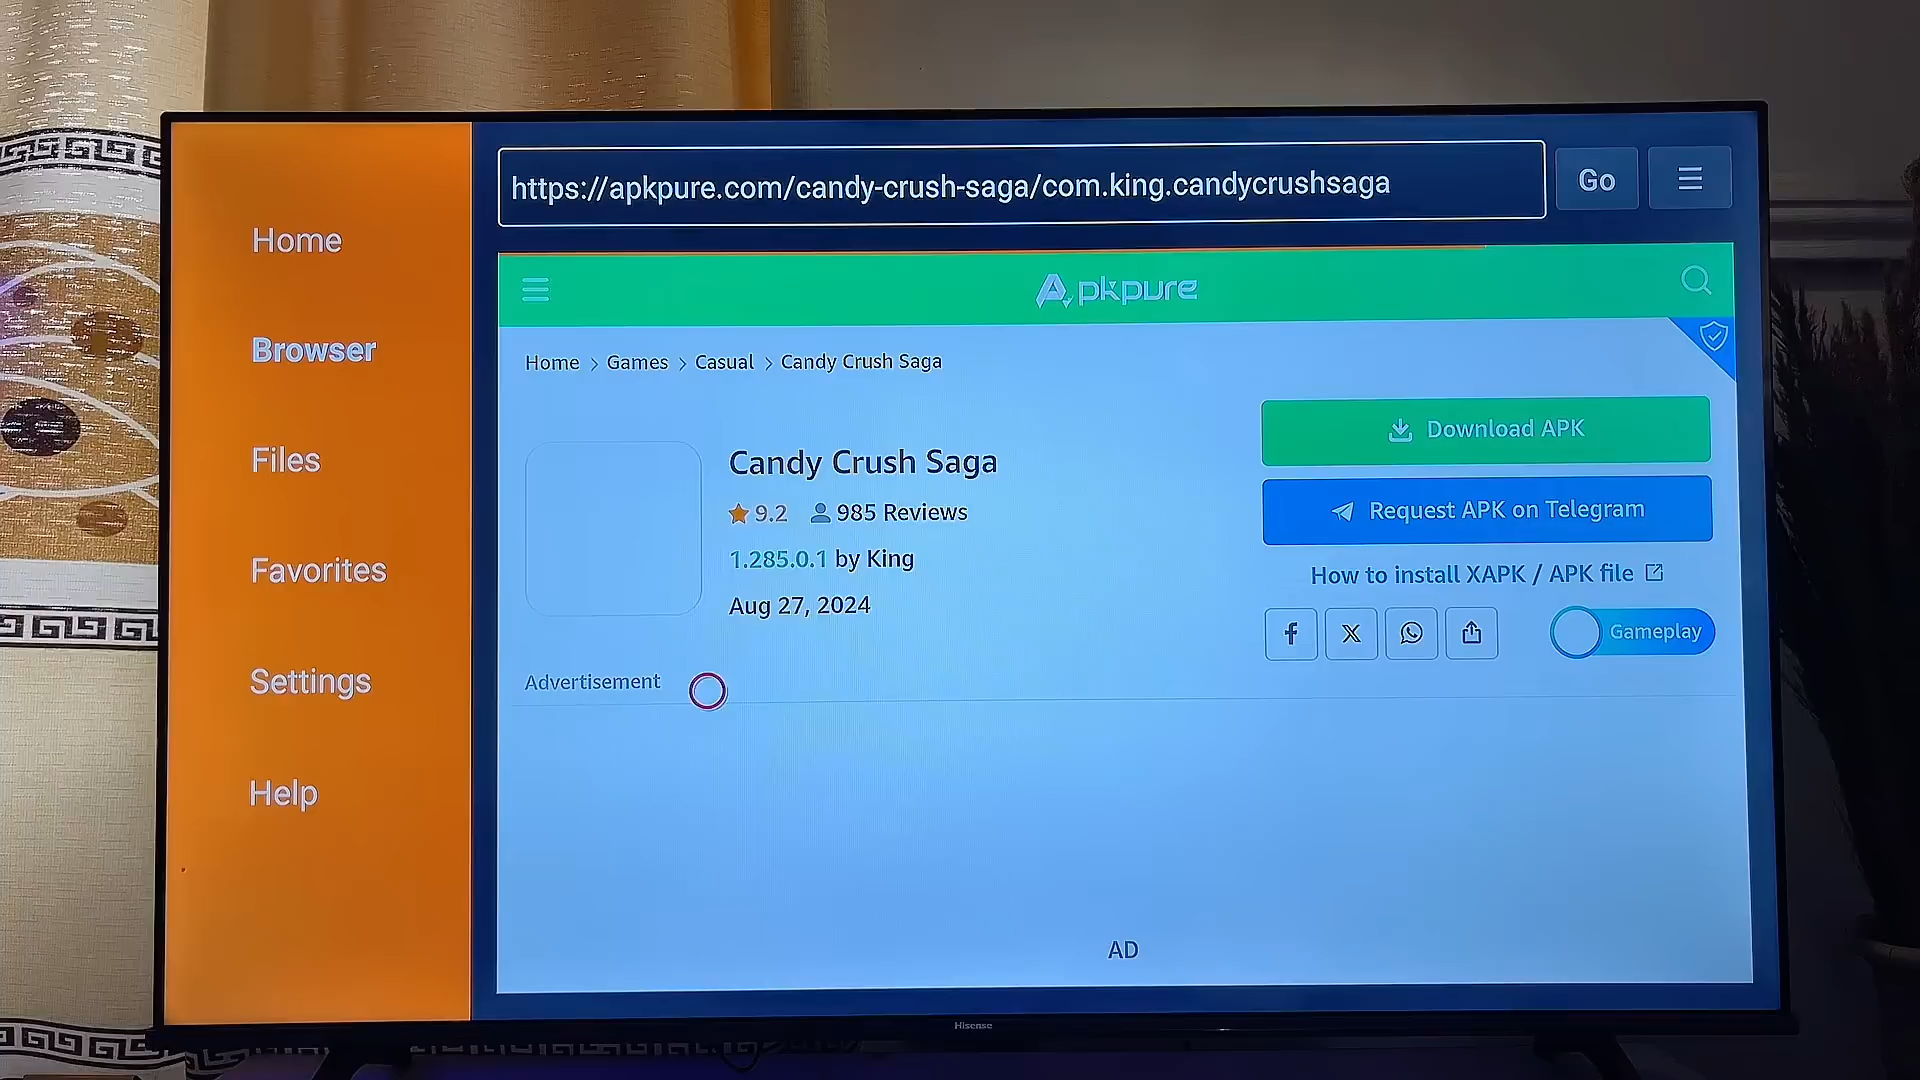 https://apkpure.com/candy-crush-saga/com.king.candycrushsaga
Go
Home
Browser
Files
Favorites
Settings
Help
Apkpure
Home > Games > Casual > Candy Crush Saga
Candy Crush Saga
9.2 985 Reviews
1.285.0.1 by King
Aug 27, 2024
Download APK
Request APK on Telegram
How to install XAPK / APK file
Gameplay
Advertisement
AD
Hisense